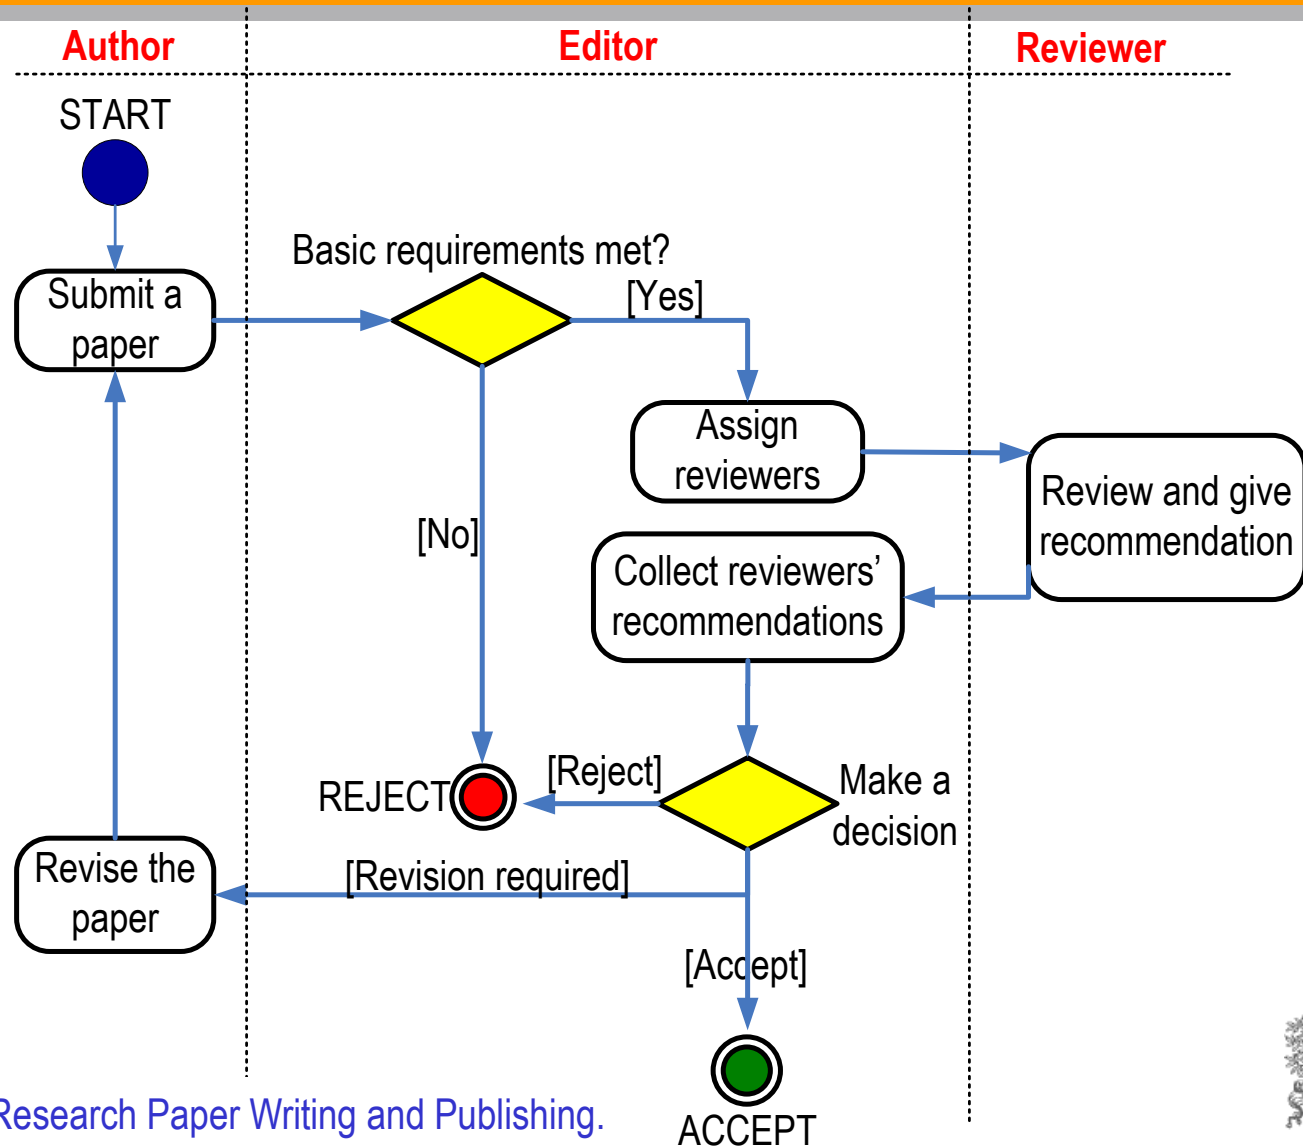 Author
Editor
Reviewer
START
Basic requirements met?
Submit a
paper
[Yes]
Assign
reviewers
Review and give
recommendation
[No]
Collect reviewers’
recommendations
REJECT
[Reject]
Make a
decision
Revise the
paper
[Revision required]
[Accept]
ACCEPT
Research Paper Writing and Publishing.